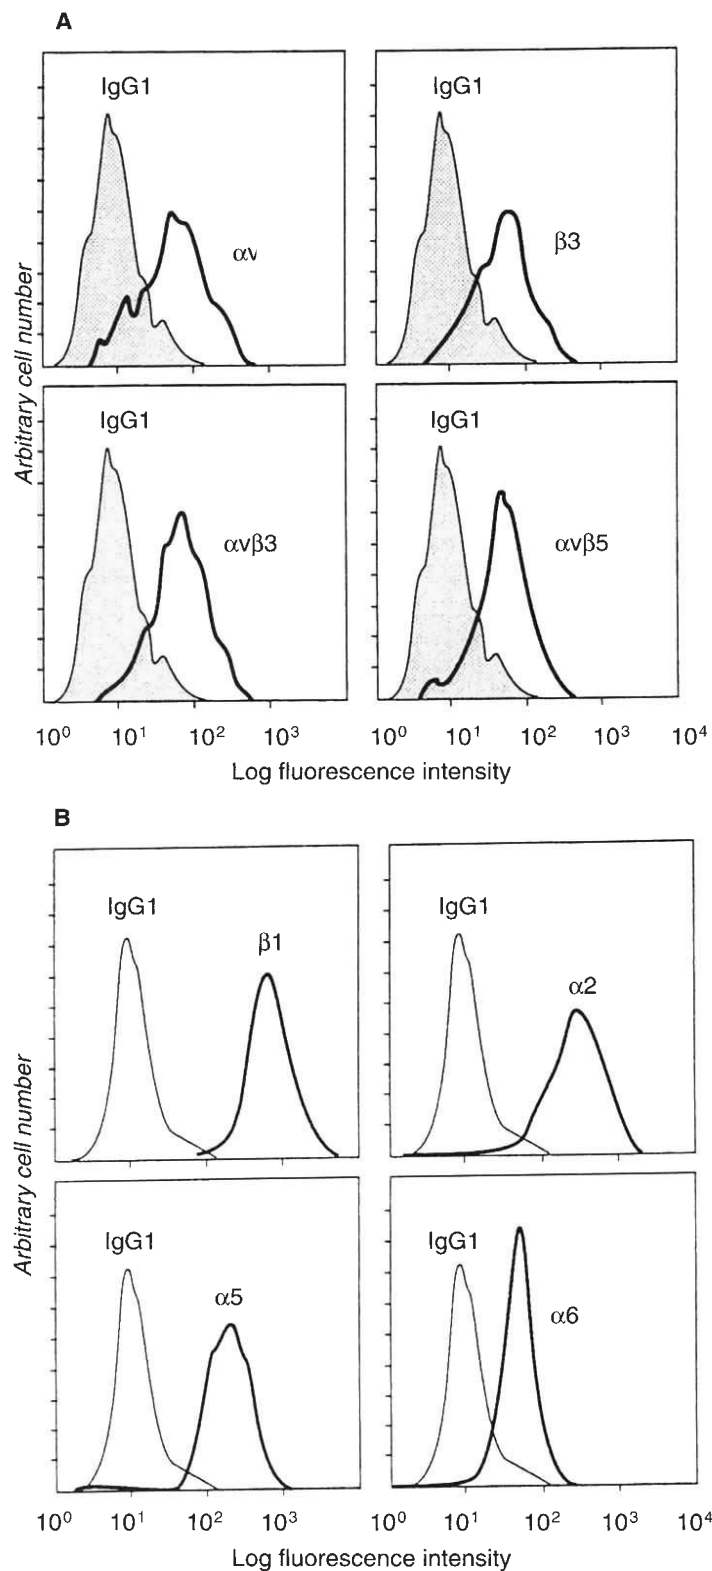 A
IgG1
αv
IgG1
β3
IgG1
αvβ3
IgG1
αvβ5
Arbitrary cell number
10⁰ 10¹ 10² 10³ 10⁰ 10¹ 10² 10³ 10⁴
Log fluorescence intensity
B
IgG1
β1
IgG1
α2
IgG1
α5
IgG1
α6
Arbitrary cell number
10⁰ 10¹ 10² 10³ 10⁰ 10¹ 10² 10³ 10⁴
Log fluorescence intensity